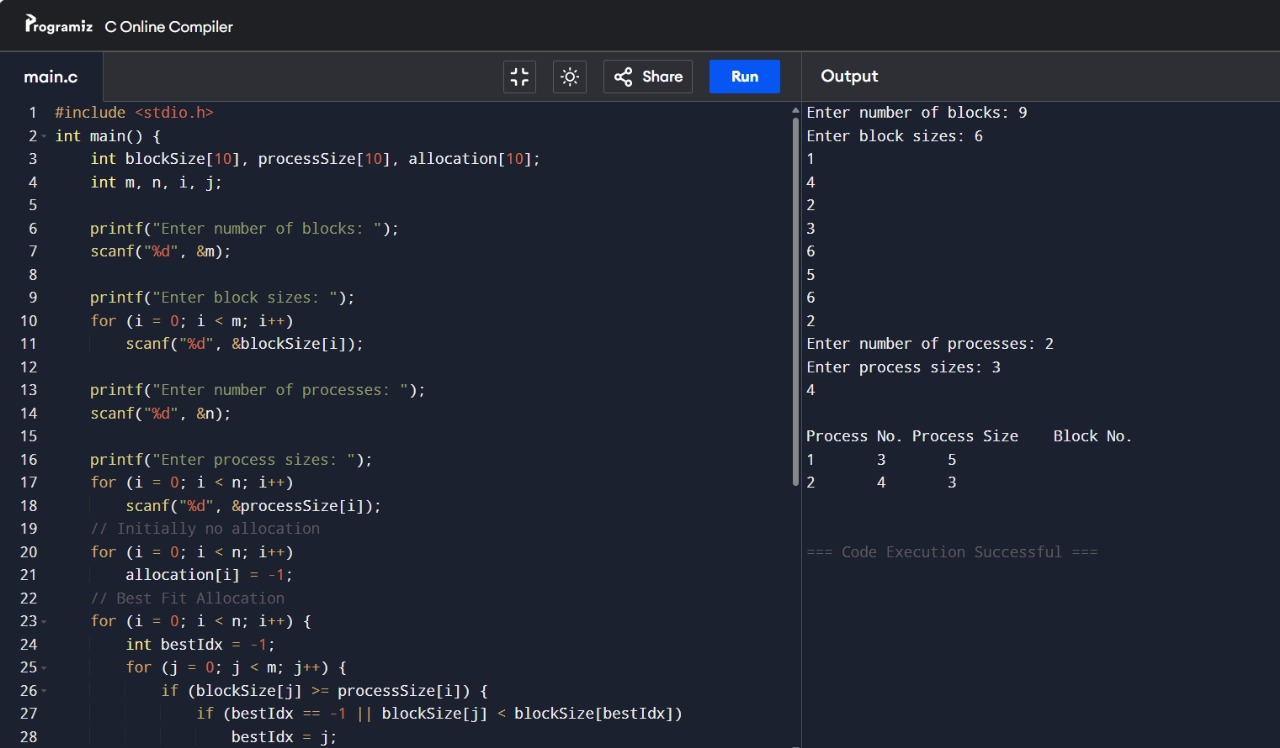 Programiz C Online Compiler
main.c
Share
Run
Output
1 #include <stdio.h>
2 int main() {
3     int blockSize[10], processSize[10], allocation[10];
4     int m, n, i, j;
5
6     printf("Enter number of blocks: ");
7     scanf("%d", &m);
8
9     printf("Enter block sizes: ");
10     for (i = 0; i < m; i++)
11         scanf("%d", &blockSize[i]);
12
13     printf("Enter number of processes: ");
14     scanf("%d", &n);
15
16     printf("Enter process sizes: ");
17     for (i = 0; i < n; i++)
18         scanf("%d", &processSize[i]);
19     // Initially no allocation
20     for (i = 0; i < n; i++)
21         allocation[i] = -1;
22     // Best Fit Allocation
23     for (i = 0; i < n; i++) {
24         int bestIdx = -1;
25         for (j = 0; j < m; j++) {
26             if (blockSize[j] >= processSize[i]) {
27                 if (bestIdx == -1 || blockSize[j] < blockSize[bestIdx])
28                     bestIdx = j;
Enter number of blocks: 9
Enter block sizes: 6
1
4
2
3
6
5
6
2
Enter number of processes: 2
Enter process sizes: 3
4

Process No. Process Size    Block No.
1       3       5
2       4       3

=== Code Execution Successful ===